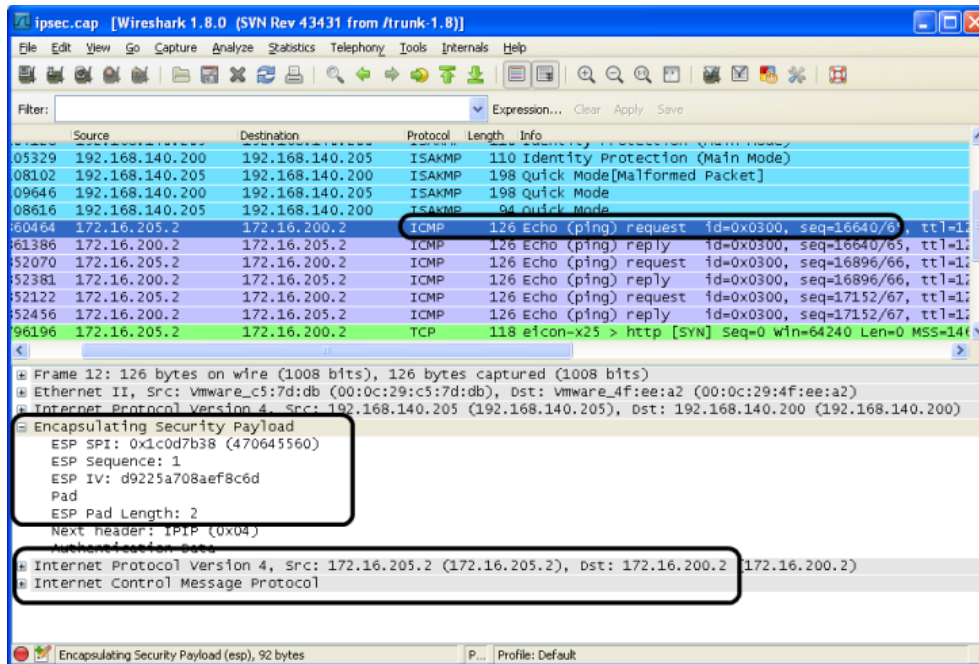 ipsec.cap [Wireshark 1.8.0 (SVN Rev 43431 from /trunk-1.8)]
File Edit View Go Capture Analyze Statistics Telephony Tools Internals Help
Filter: Expression... Clear Apply Save
Source Destination Protocol Length Info
05329 192.168.140.200 192.168.140.205 ISAKMP 110 Identity Protection (Main Mode)
08102 192.168.140.205 192.168.140.200 ISAKMP 198 Quick Mode[Malformed Packet]
09646 192.168.140.200 192.168.140.205 ISAKMP 198 Quick Mode
08616 192.168.140.205 192.168.140.200 ISAKMP 94 Quick Mode
60464 172.16.205.2 172.16.200.2 ICMP 126 Echo (ping) request id=0x0300, seq=16640/65, ttl=12
61386 172.16.200.2 172.16.205.2 ICMP 126 Echo (ping) reply id=0x0300, seq=16640/65, ttl=12
52070 172.16.205.2 172.16.200.2 ICMP 126 Echo (ping) request id=0x0300, seq=16896/66, ttl=12
52381 172.16.200.2 172.16.205.2 ICMP 126 Echo (ping) reply id=0x0300, seq=16896/66, ttl=12
52122 172.16.205.2 172.16.200.2 ICMP 126 Echo (ping) request id=0x0300, seq=17152/67, ttl=12
52456 172.16.200.2 172.16.205.2 ICMP 126 Echo (ping) reply id=0x0300, seq=17152/67, ttl=12
96196 172.16.205.2 172.16.200.2 TCP 118 eicon-x25 > http [SYN] Seq=0 Win=64240 Len=0 MSS=146
Frame 12: 126 bytes on wire (1008 bits), 126 bytes captured (1008 bits)
Ethernet II, Src: Vmware_c5:7d:db (00:0c:29:c5:7d:db), Dst: Vmware_4f:ee:a2 (00:0c:29:4f:ee:a2)
Internet Protocol Version 4, Src: 192.168.140.205 (192.168.140.205), Dst: 192.168.140.200 (192.168.140.200)
Encapsulating Security Payload
ESP SPI: 0x1c0d7b38 (470645560)
ESP Sequence: 1
ESP IV: d9225a708aef8c6d
Pad
ESP Pad Length: 2
Next header: IPIP (0x04)
Authentication Data
Internet Protocol Version 4, Src: 172.16.205.2 (172.16.205.2), Dst: 172.16.200.2 (172.16.200.2)
Internet Control Message Protocol
Encapsulating Security Payload (esp), 92 bytes P... Profile: Default